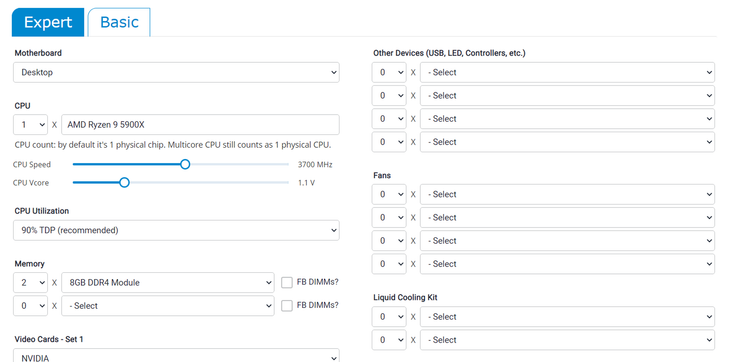 Expert Basic
Motherboard
Desktop
CPU
1 X AMD Ryzen 9 5900X
CPU count: by default it's 1 physical chip. Multicore CPU still counts as 1 physical CPU.
CPU Speed 3700 MHz
CPU Vcore 1.1 V
CPU Utilization
90% TDP (recommended)
Memory
2 X 8GB DDR4 Module FB DIMMs?
0 X - Select FB DIMMs?
Video Cards - Set 1
NVIDIA
Other Devices (USB, LED, Controllers, etc.)
0 X - Select
0 X - Select
0 X - Select
0 X - Select
Fans
0 X - Select
0 X - Select
0 X - Select
0 X - Select
Liquid Cooling Kit
0 X - Select
0 X - Select